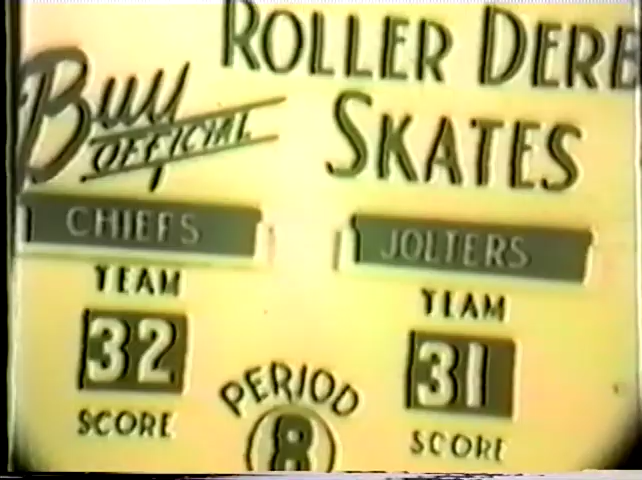 ROLLER DERB
Buy
OFFICIAL
SKATES
CHIEFS
JOLTERS
TEAM
TEAM
32
31
PERIOD
8
SCORE
SCORE